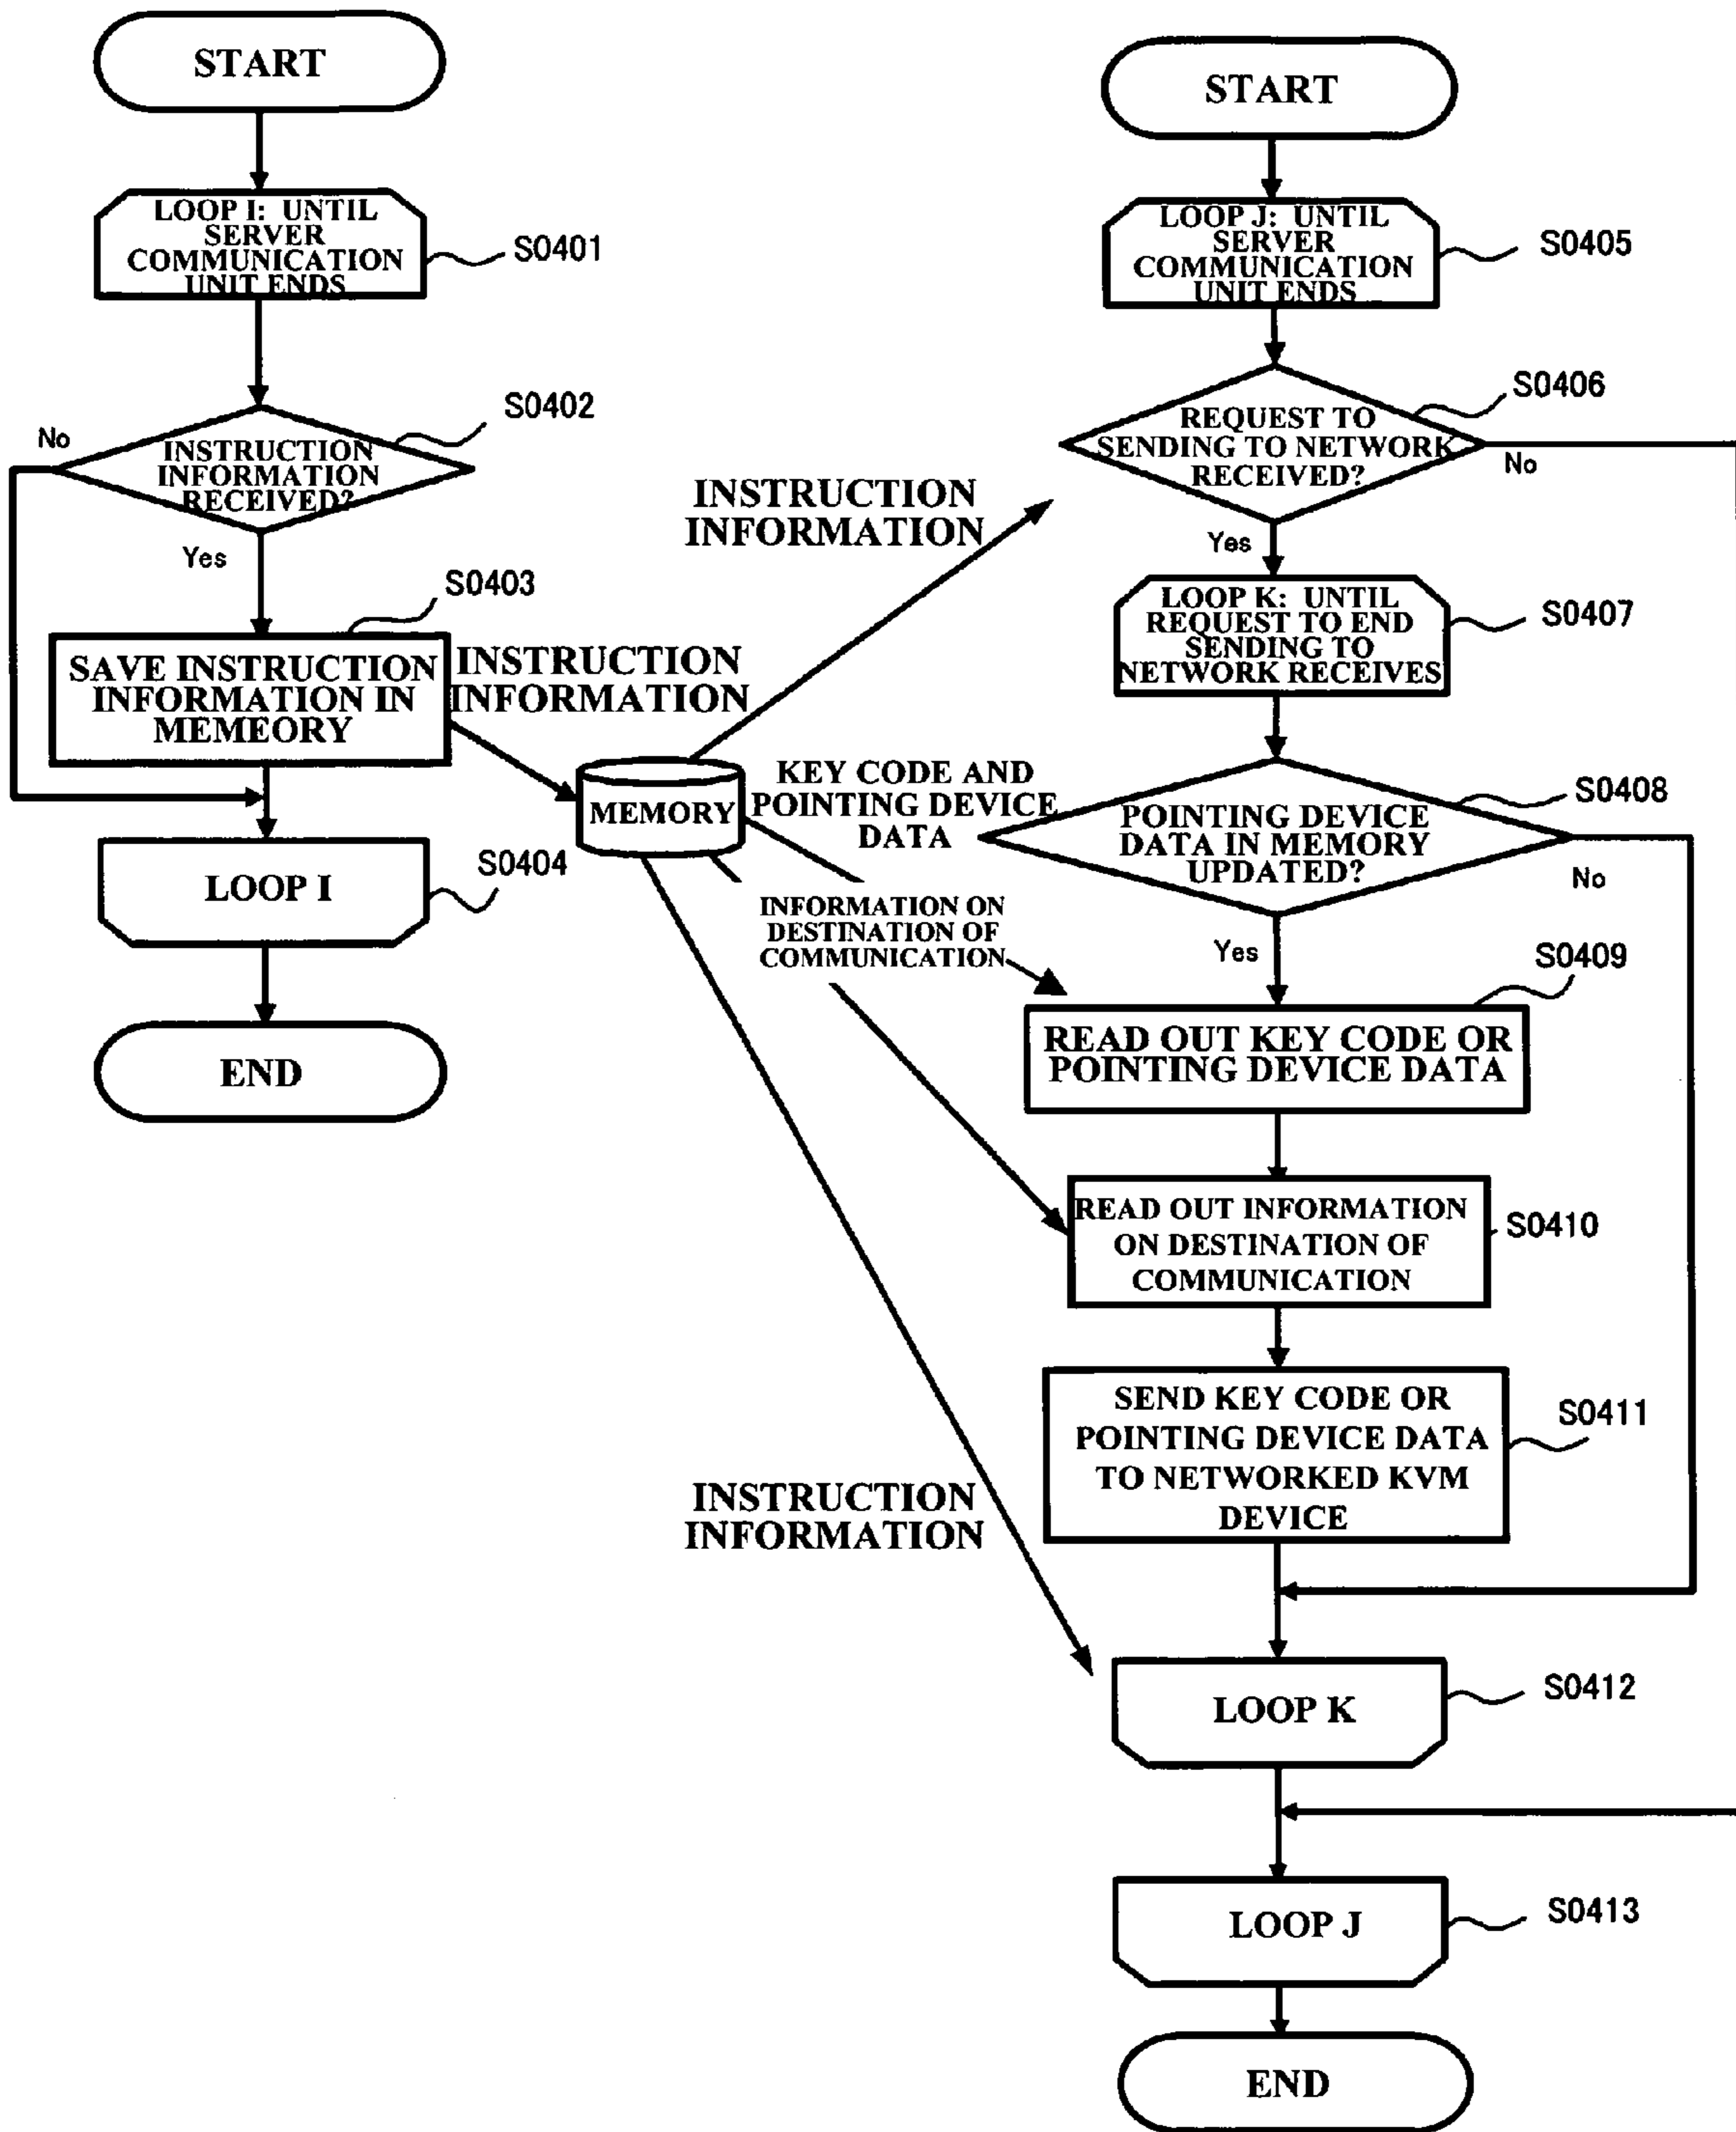 START
LOOP I: UNTIL
SERVER
COMMUNICATION
UNIT ENDS
S0401
INSTRUCTION
INFORMATION
RECEIVED?
S0402
No
Yes
S0403
SAVE INSTRUCTION
INFORMATION IN
MEMEORY
INSTRUCTION
INFORMATION
LOOP I
S0404
END
MEMORY
INSTRUCTION
INFORMATION
KEY CODE AND
POINTING DEVICE
DATA
INFORMATION ON
DESTINATION OF
COMMUNICATION
INSTRUCTION
INFORMATION
START
LOOP J: UNTIL
SERVER
COMMUNICATION
UNIT ENDS
S0405
REQUEST TO
SENDING TO NETWORK
RECEIVED?
S0406
No
Yes
LOOP K: UNTIL
REQUEST TO END
SENDING TO
NETWORK RECEIVES
S0407
POINTING DEVICE
DATA IN MEMORY
UPDATED?
S0408
No
Yes
S0409
READ OUT KEY CODE OR
POINTING DEVICE DATA
READ OUT INFORMATION
ON DESTINATION OF
COMMUNICATION
S0410
SEND KEY CODE OR
POINTING DEVICE DATA
TO NETWORKED KVM
DEVICE
S0411
LOOP K
S0412
LOOP J
S0413
END